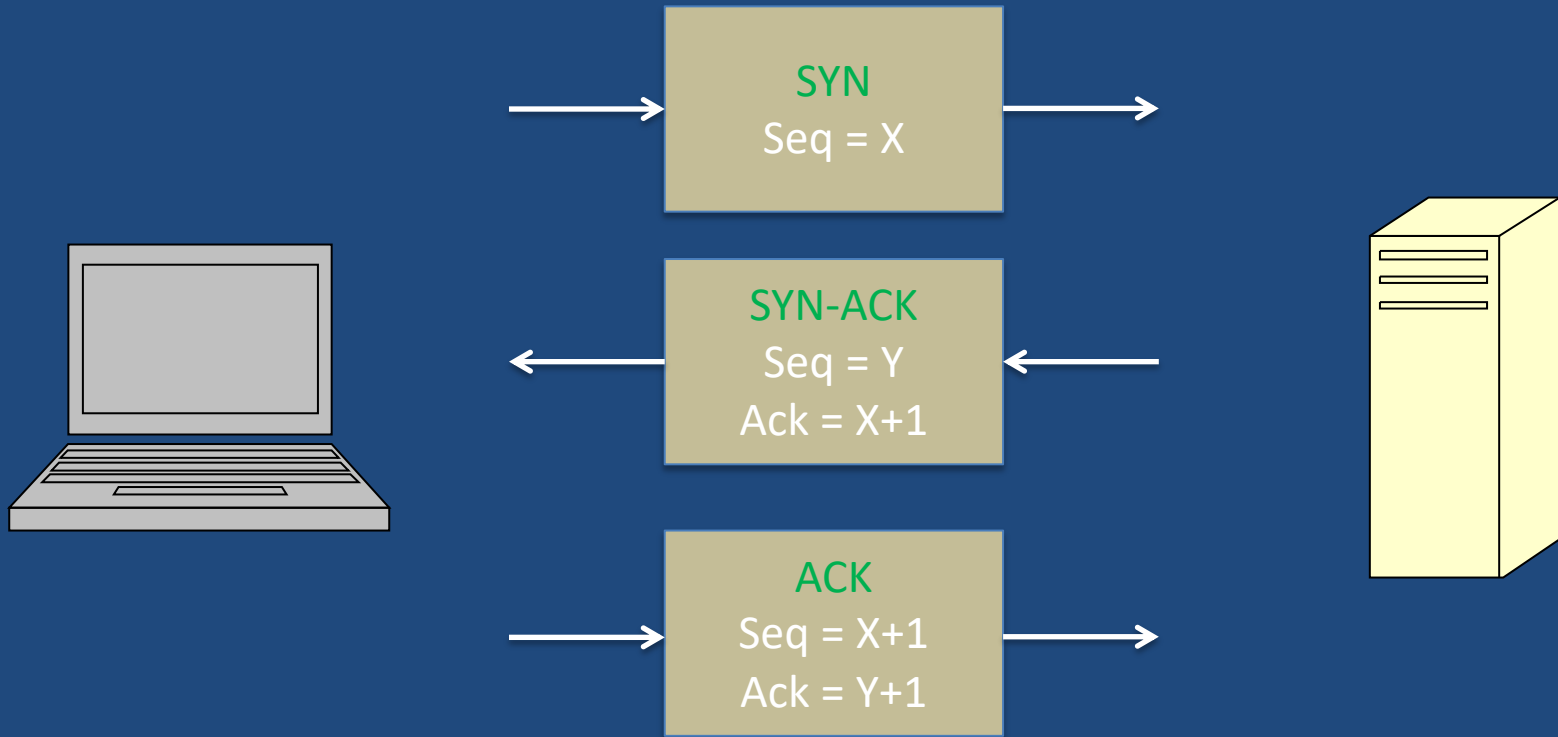 SYN
Seq = X
SYN-ACK
Seq = Y
Ack = X+1
ACK
Seq = X+1
Ack = Y+1